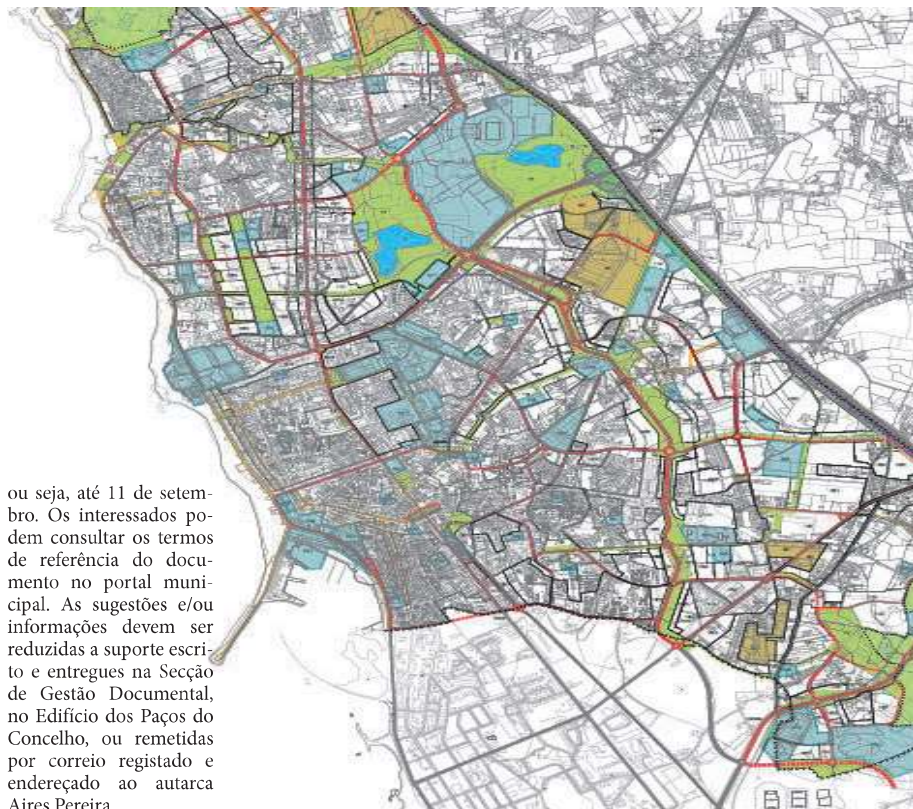 ou seja, até 11 de setem-
bro. Os interessados po-
dem consultar os termos
de referência do docu-
mento no portal muni-
cipal. As sugestões e/ou
informações devem ser
reduzidas a suporte escri-
to e entregues na Secção
de Gestão Documental,
no Edifício dos Paços do
Concelho, ou remetidas
por correio registado e
endereçado ao autarca
Aires Pereira